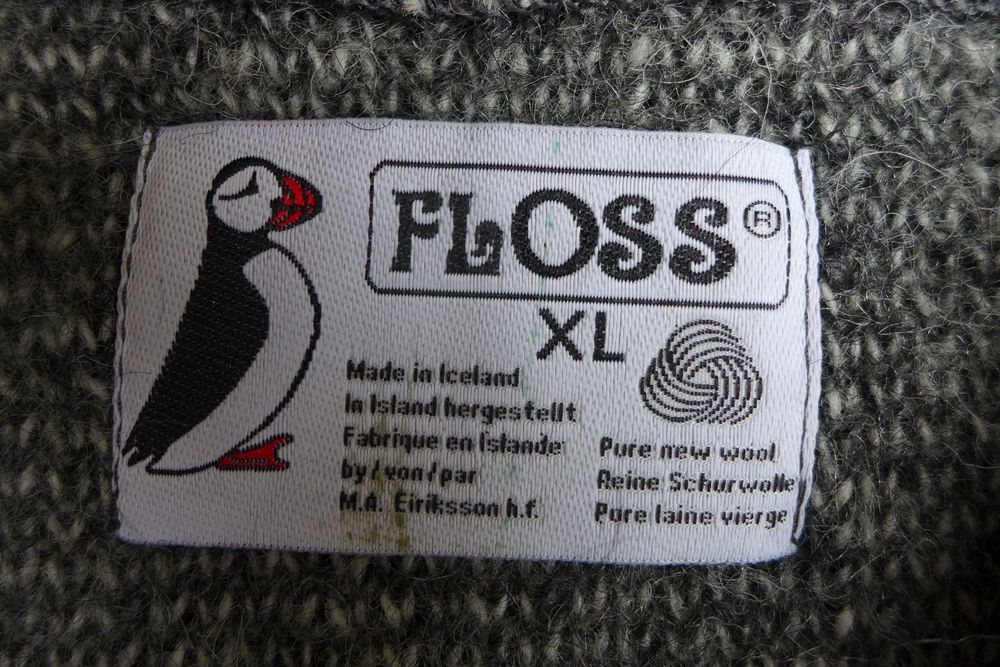 FLOSS®
XL
Made in Iceland
In Island hergestellt
Fabrique en Islande
by/von/par
M.A. Eiriksson h.f.
Pure new wool
Reine Schurwolle
Pure laine vierge